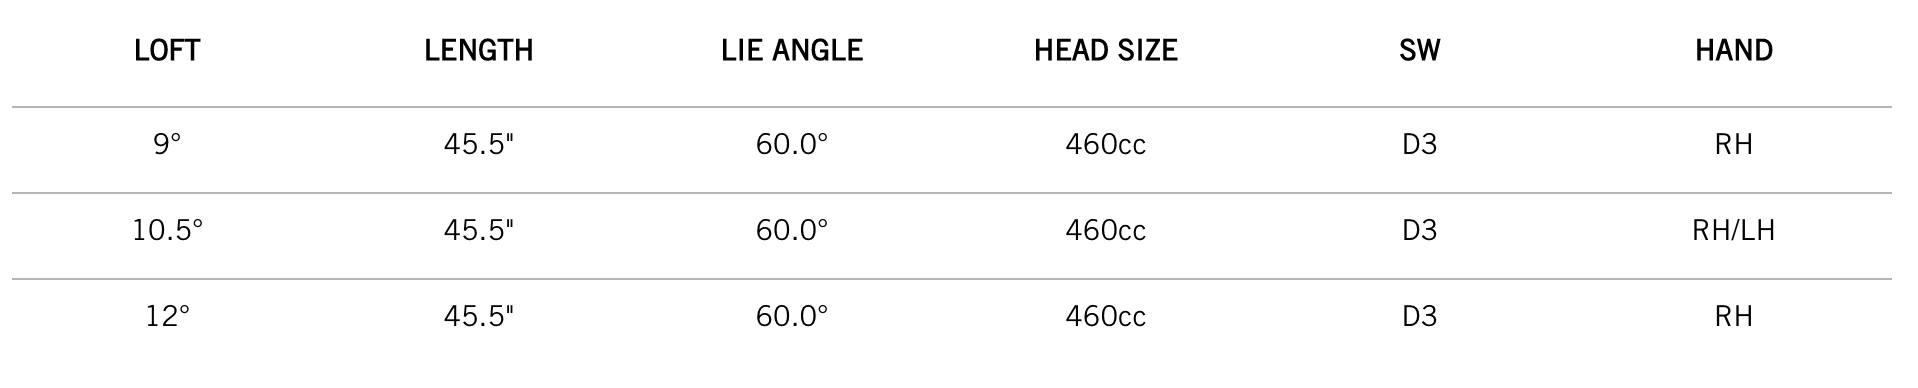 LOFT LENGTH LIE ANGLE HEAD SIZE SW HAND
9° 45.5" 60.0° 460cc D3 RH
10.5° 45.5" 60.0° 460cc D3 RH/LH
12° 45.5" 60.0° 460cc D3 RH